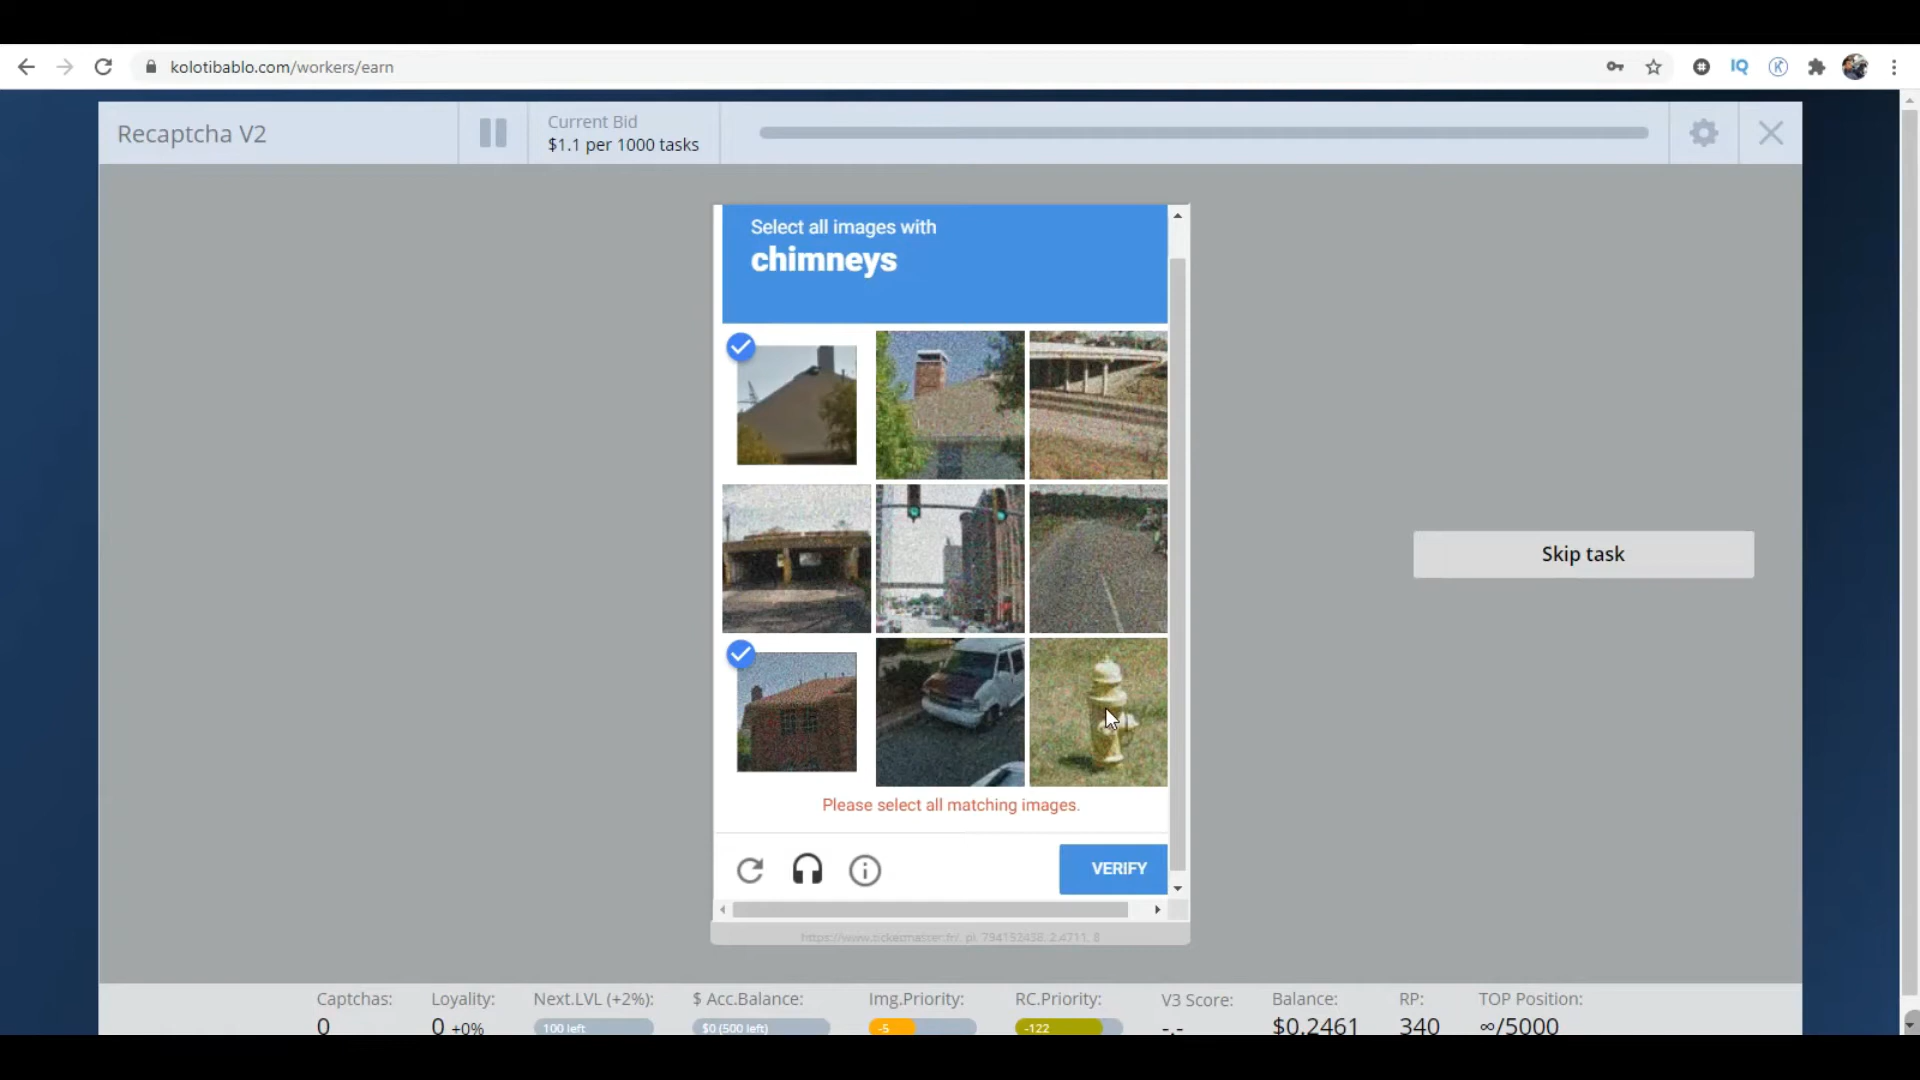 kolotibablo.com/workers/earn
IQ
K
Recaptcha V2
Current Bid
$1.1 per 1000 tasks
Select all images with
chimneys
Skip task
Please select all matching images.
VERIFY
Captchas:
Loyality:
Next.LVL (+2%):
$ Acc.Balance:
Img.Priority:
RC.Priority:
V3 Score:
Balance:
RP:
TOP Position:
0
0 +0%
100 left
$0 (500 left)
-5
-122
-.-
$0.2461
340
∞/5000